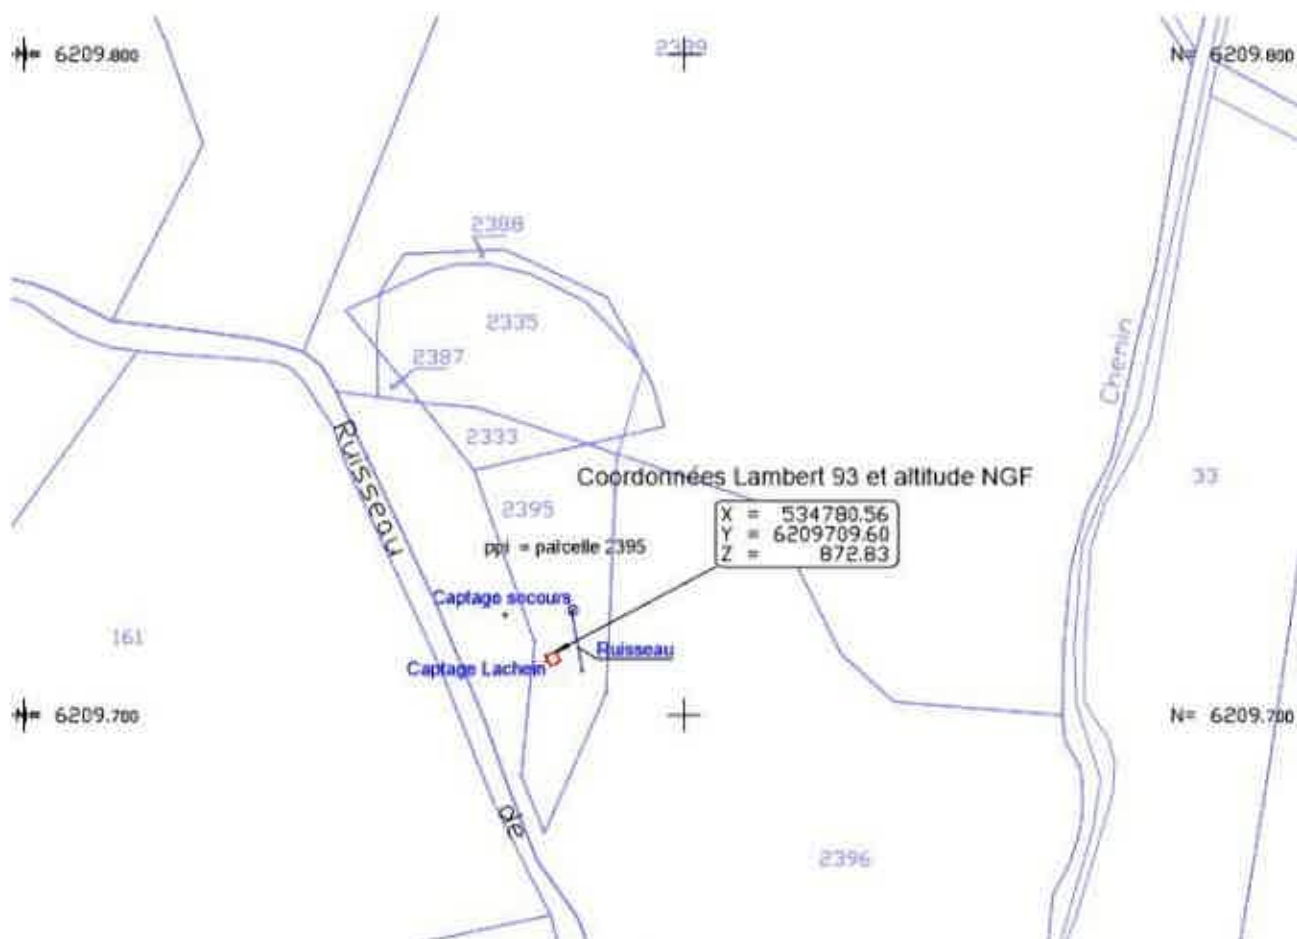 N= 6209.800
2399
N= 6209.800
2388
2335
2387
Chemin
2333
Ruisseau
Coordonnées Lambert 93 et altitude NGF
33
2395
X = 534780.56
Y = 6209709.60
Z = 872.83
ppi = parcelle 2395
Captage secours
161
Ruisseau
Captage Lachein
N= 6209.700
N= 6209.700
de
2396